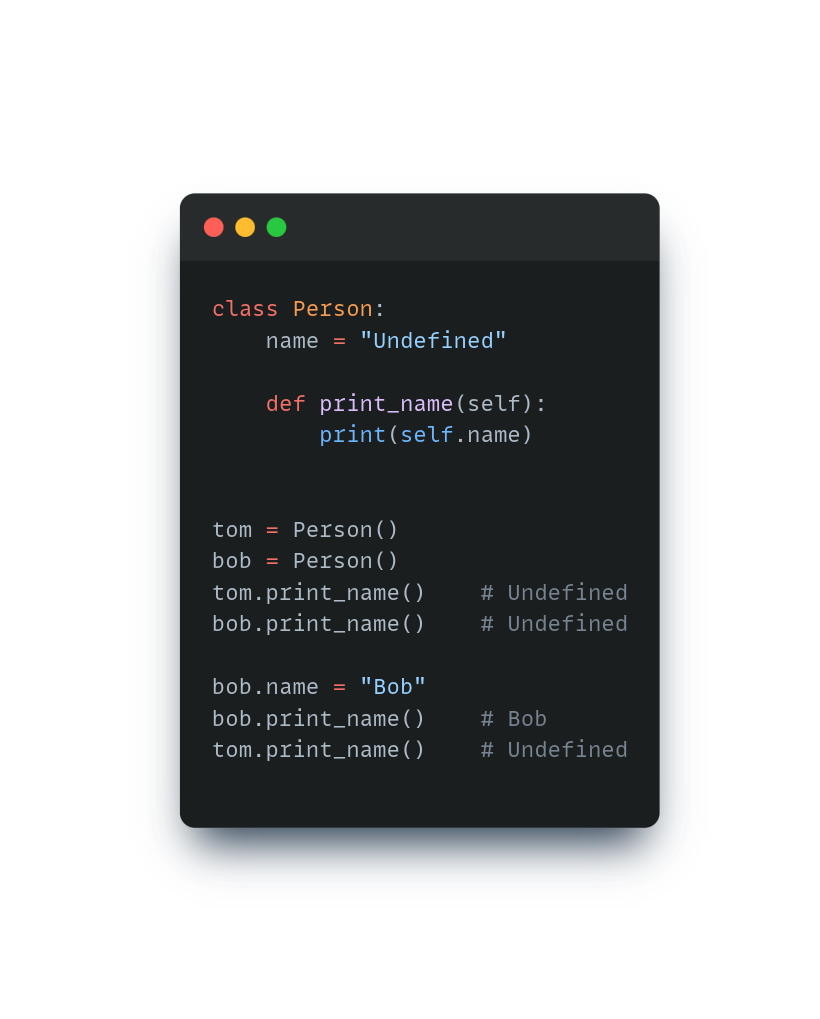 class Person:
    name = "Undefined"

    def print_name(self):
        print(self.name)


tom = Person()
bob = Person()
tom.print_name()    # Undefined
bob.print_name()    # Undefined

bob.name = "Bob"
bob.print_name()    # Bob
tom.print_name()    # Undefined